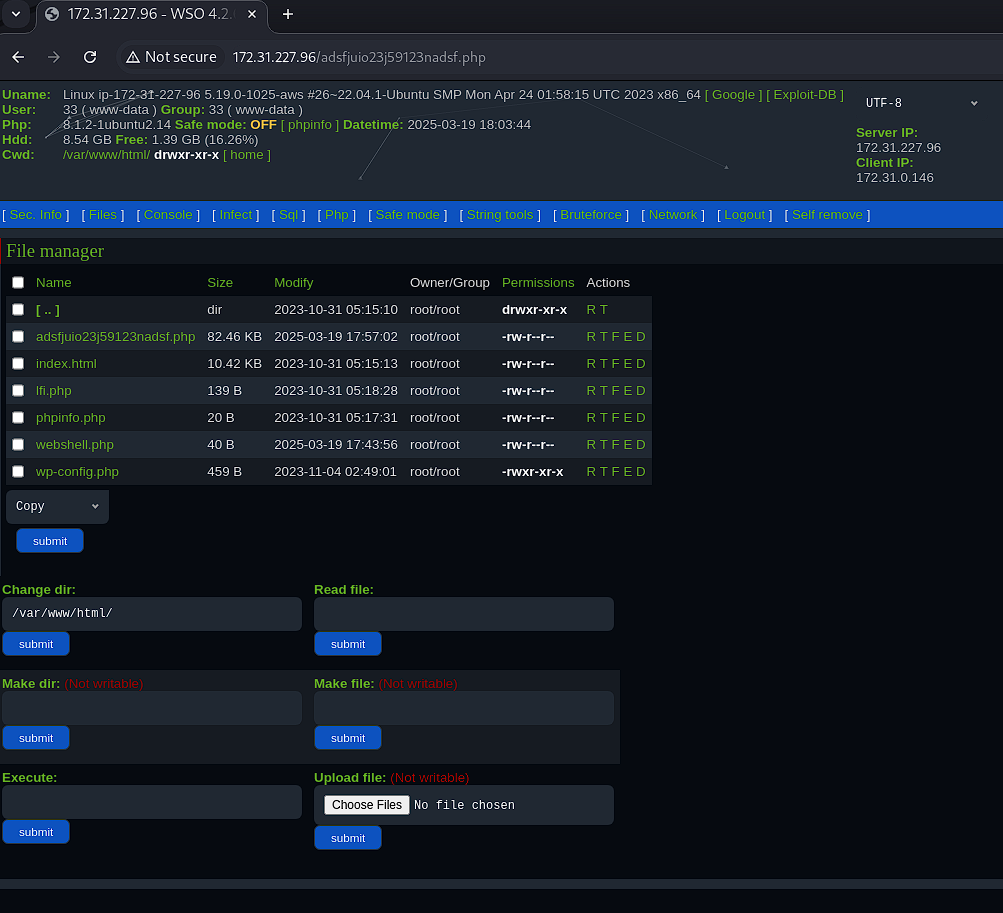 172.31.227.96 - WSO 4.2.
Not secure 172.31.227.96/adsfjuio23j59123nadsf.php
Uname: Linux ip-172-31-227-96 5.19.0-1025-aws #26~22.04.1-Ubuntu SMP Mon Apr 24 01:58:15 UTC 2023 x86_64 [ Google ] [ Exploit-DB ] UTF-8
User: 33 ( www-data ) Group: 33 ( www-data )
Php: 8.1.2-1ubuntu2.14 Safe mode: OFF [ phpinfo ] Datetime: 2025-03-19 18:03:44
Hdd: 8.54 GB Free: 1.39 GB (16.26%)
Cwd: /var/www/html/ drwxr-xr-x [ home ]
Server IP:
172.31.227.96
Client IP:
172.31.0.146
[ Sec. Info ] [ Files ] [ Console ] [ Infect ] [ Sql ] [ Php ] [ Safe mode ] [ String tools ] [ Bruteforce ] [ Network ] [ Logout ] [ Self remove ]
File manager
Name Size Modify Owner/Group Permissions Actions
[ .. ] dir 2023-10-31 05:15:10 root/root drwxr-xr-x R T
adsfjuio23j59123nadsf.php 82.46 KB 2025-03-19 17:57:02 root/root -rw-r--r-- R T F E D
index.html 10.42 KB 2023-10-31 05:15:13 root/root -rw-r--r-- R T F E D
lfi.php 139 B 2023-10-31 05:18:28 root/root -rw-r--r-- R T F E D
phpinfo.php 20 B 2023-10-31 05:17:31 root/root -rw-r--r-- R T F E D
webshell.php 40 B 2025-03-19 17:43:56 root/root -rw-r--r-- R T F E D
wp-config.php 459 B 2023-11-04 02:49:01 root/root -rwxr-xr-x R T F E D
Copy
submit
Change dir: Read file:
/var/www/html/
submit submit
Make dir: (Not writable) Make file: (Not writable)
submit submit
Execute: Upload file: (Not writable)
Choose Files No file chosen
submit submit